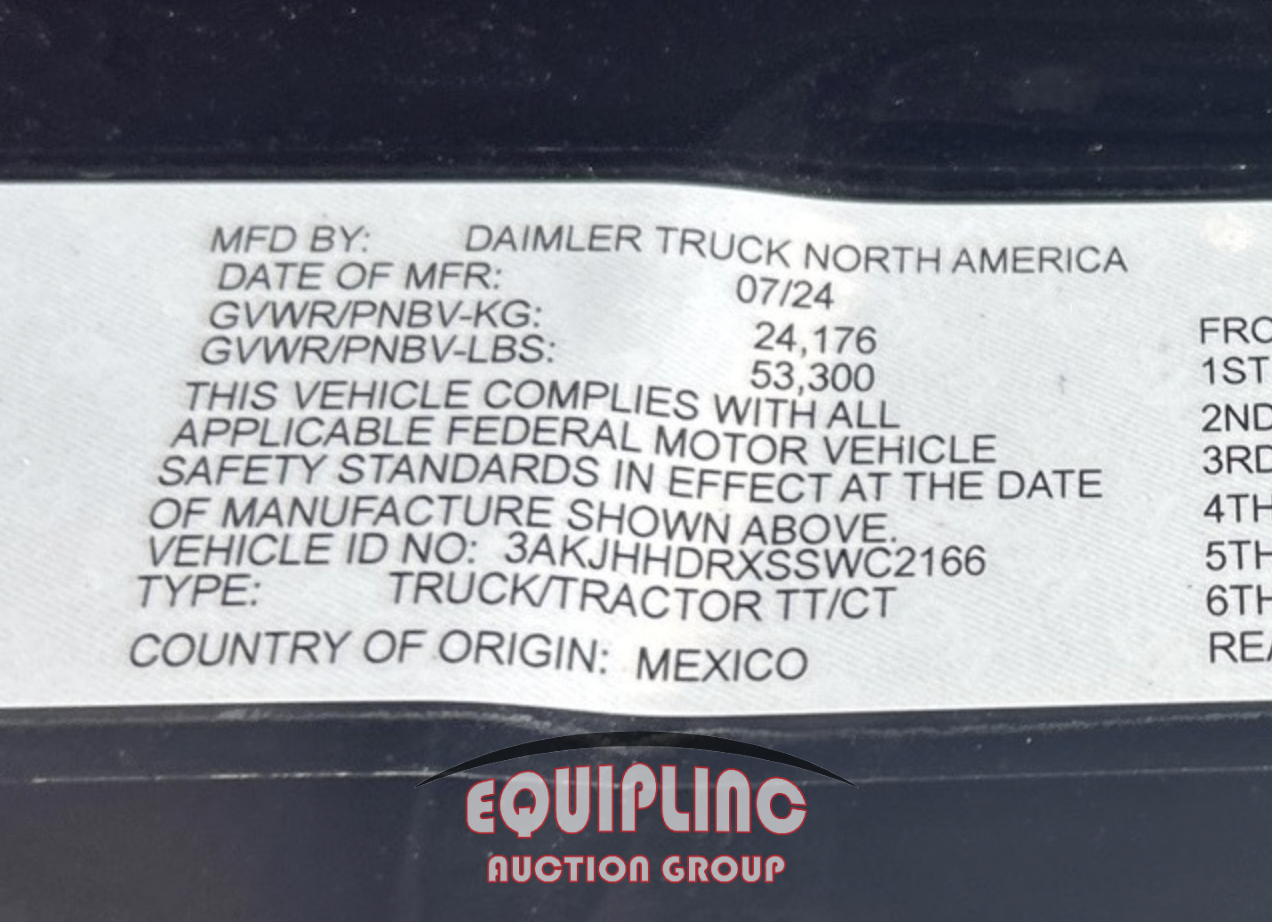 MFD BY: DAIMLER TRUCK NORTH AMERICA
DATE OF MFR: 07/24
GVWR/PNBV-KG: 24,176
GVWR/PNBV-LBS: 53,300
THIS VEHICLE COMPLIES WITH ALL
APPLICABLE FEDERAL MOTOR VEHICLE
SAFETY STANDARDS IN EFFECT AT THE DATE
OF MANUFACTURE SHOWN ABOVE.
VEHICLE ID NO: 3AKJHHDRXSSWC2166
TYPE: TRUCK/TRACTOR TT/CT
COUNTRY OF ORIGIN: MEXICO
1ST
2ND
3RD
4TH
5TH
6TH
EQUIPLINC
AUCTION GROUP